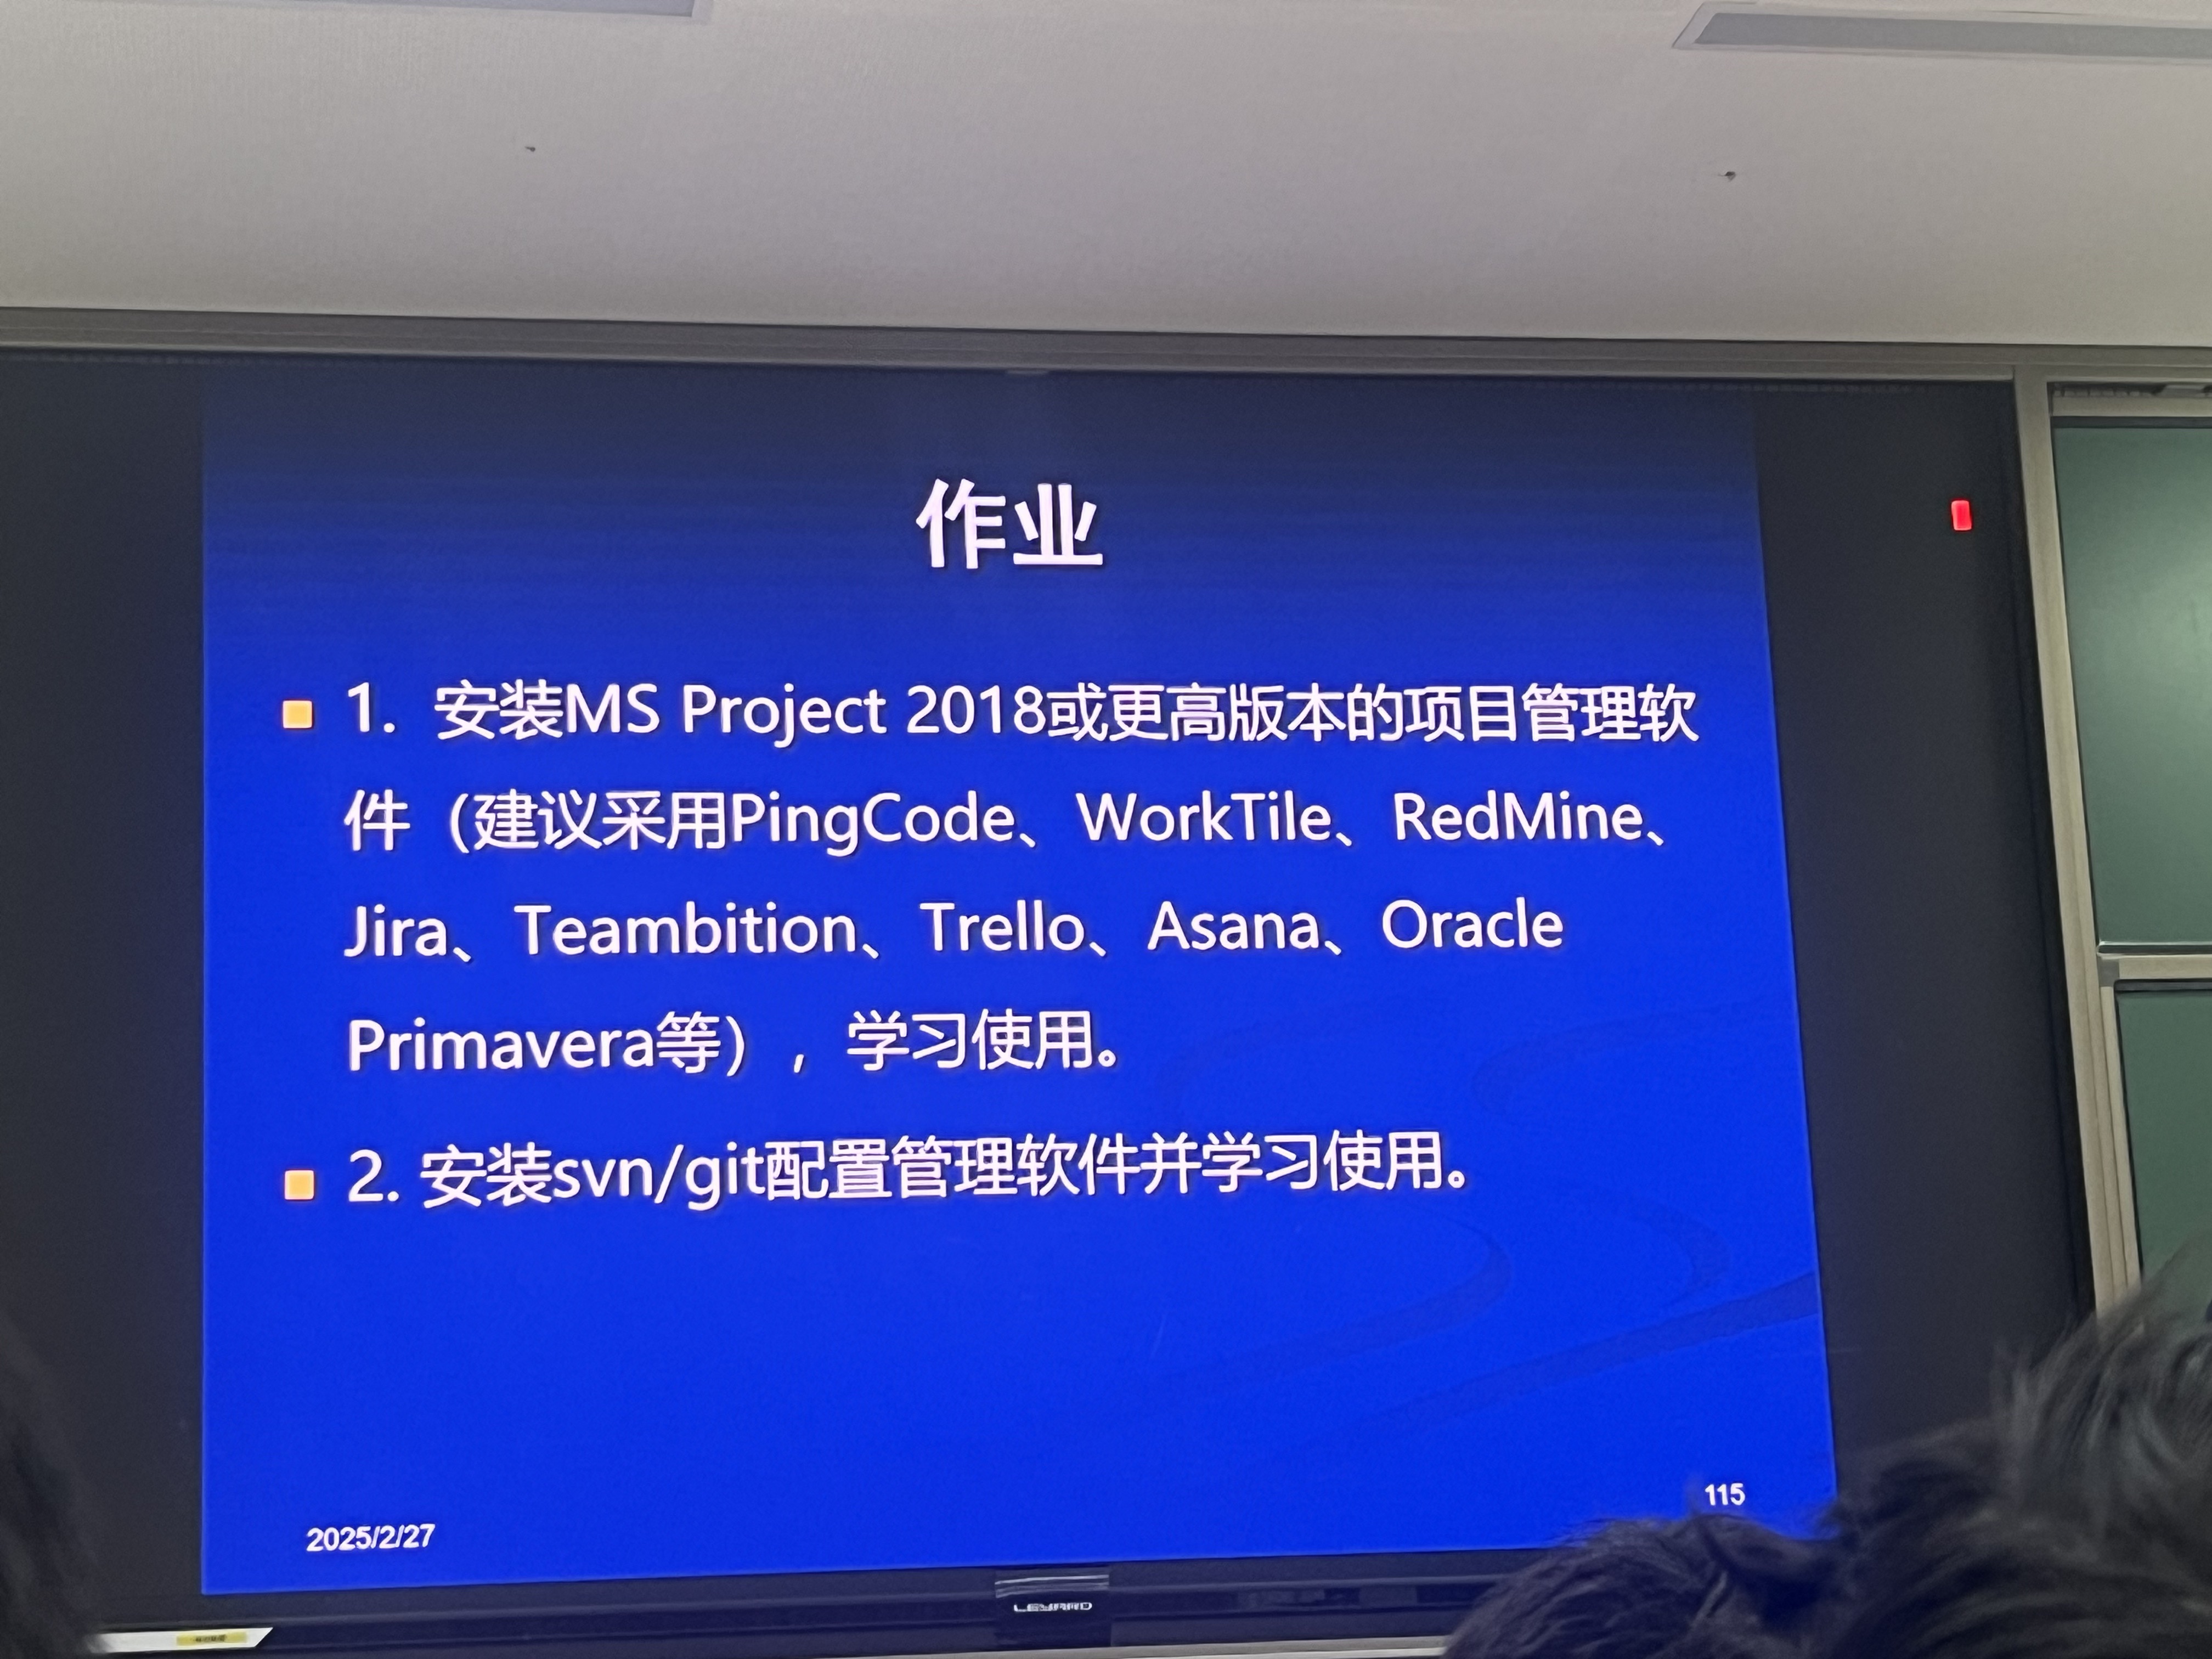 作业
1. 安装MS Project 2018或更高版本的项目管理软
件（建议采用PingCode、WorkTile、RedMine、
Jira、Teambition、Trello、Asana、Oracle
Primavera等），学习使用。
2. 安装svn/git配置管理软件并学习使用。
115
2025/2/27
LEYARD